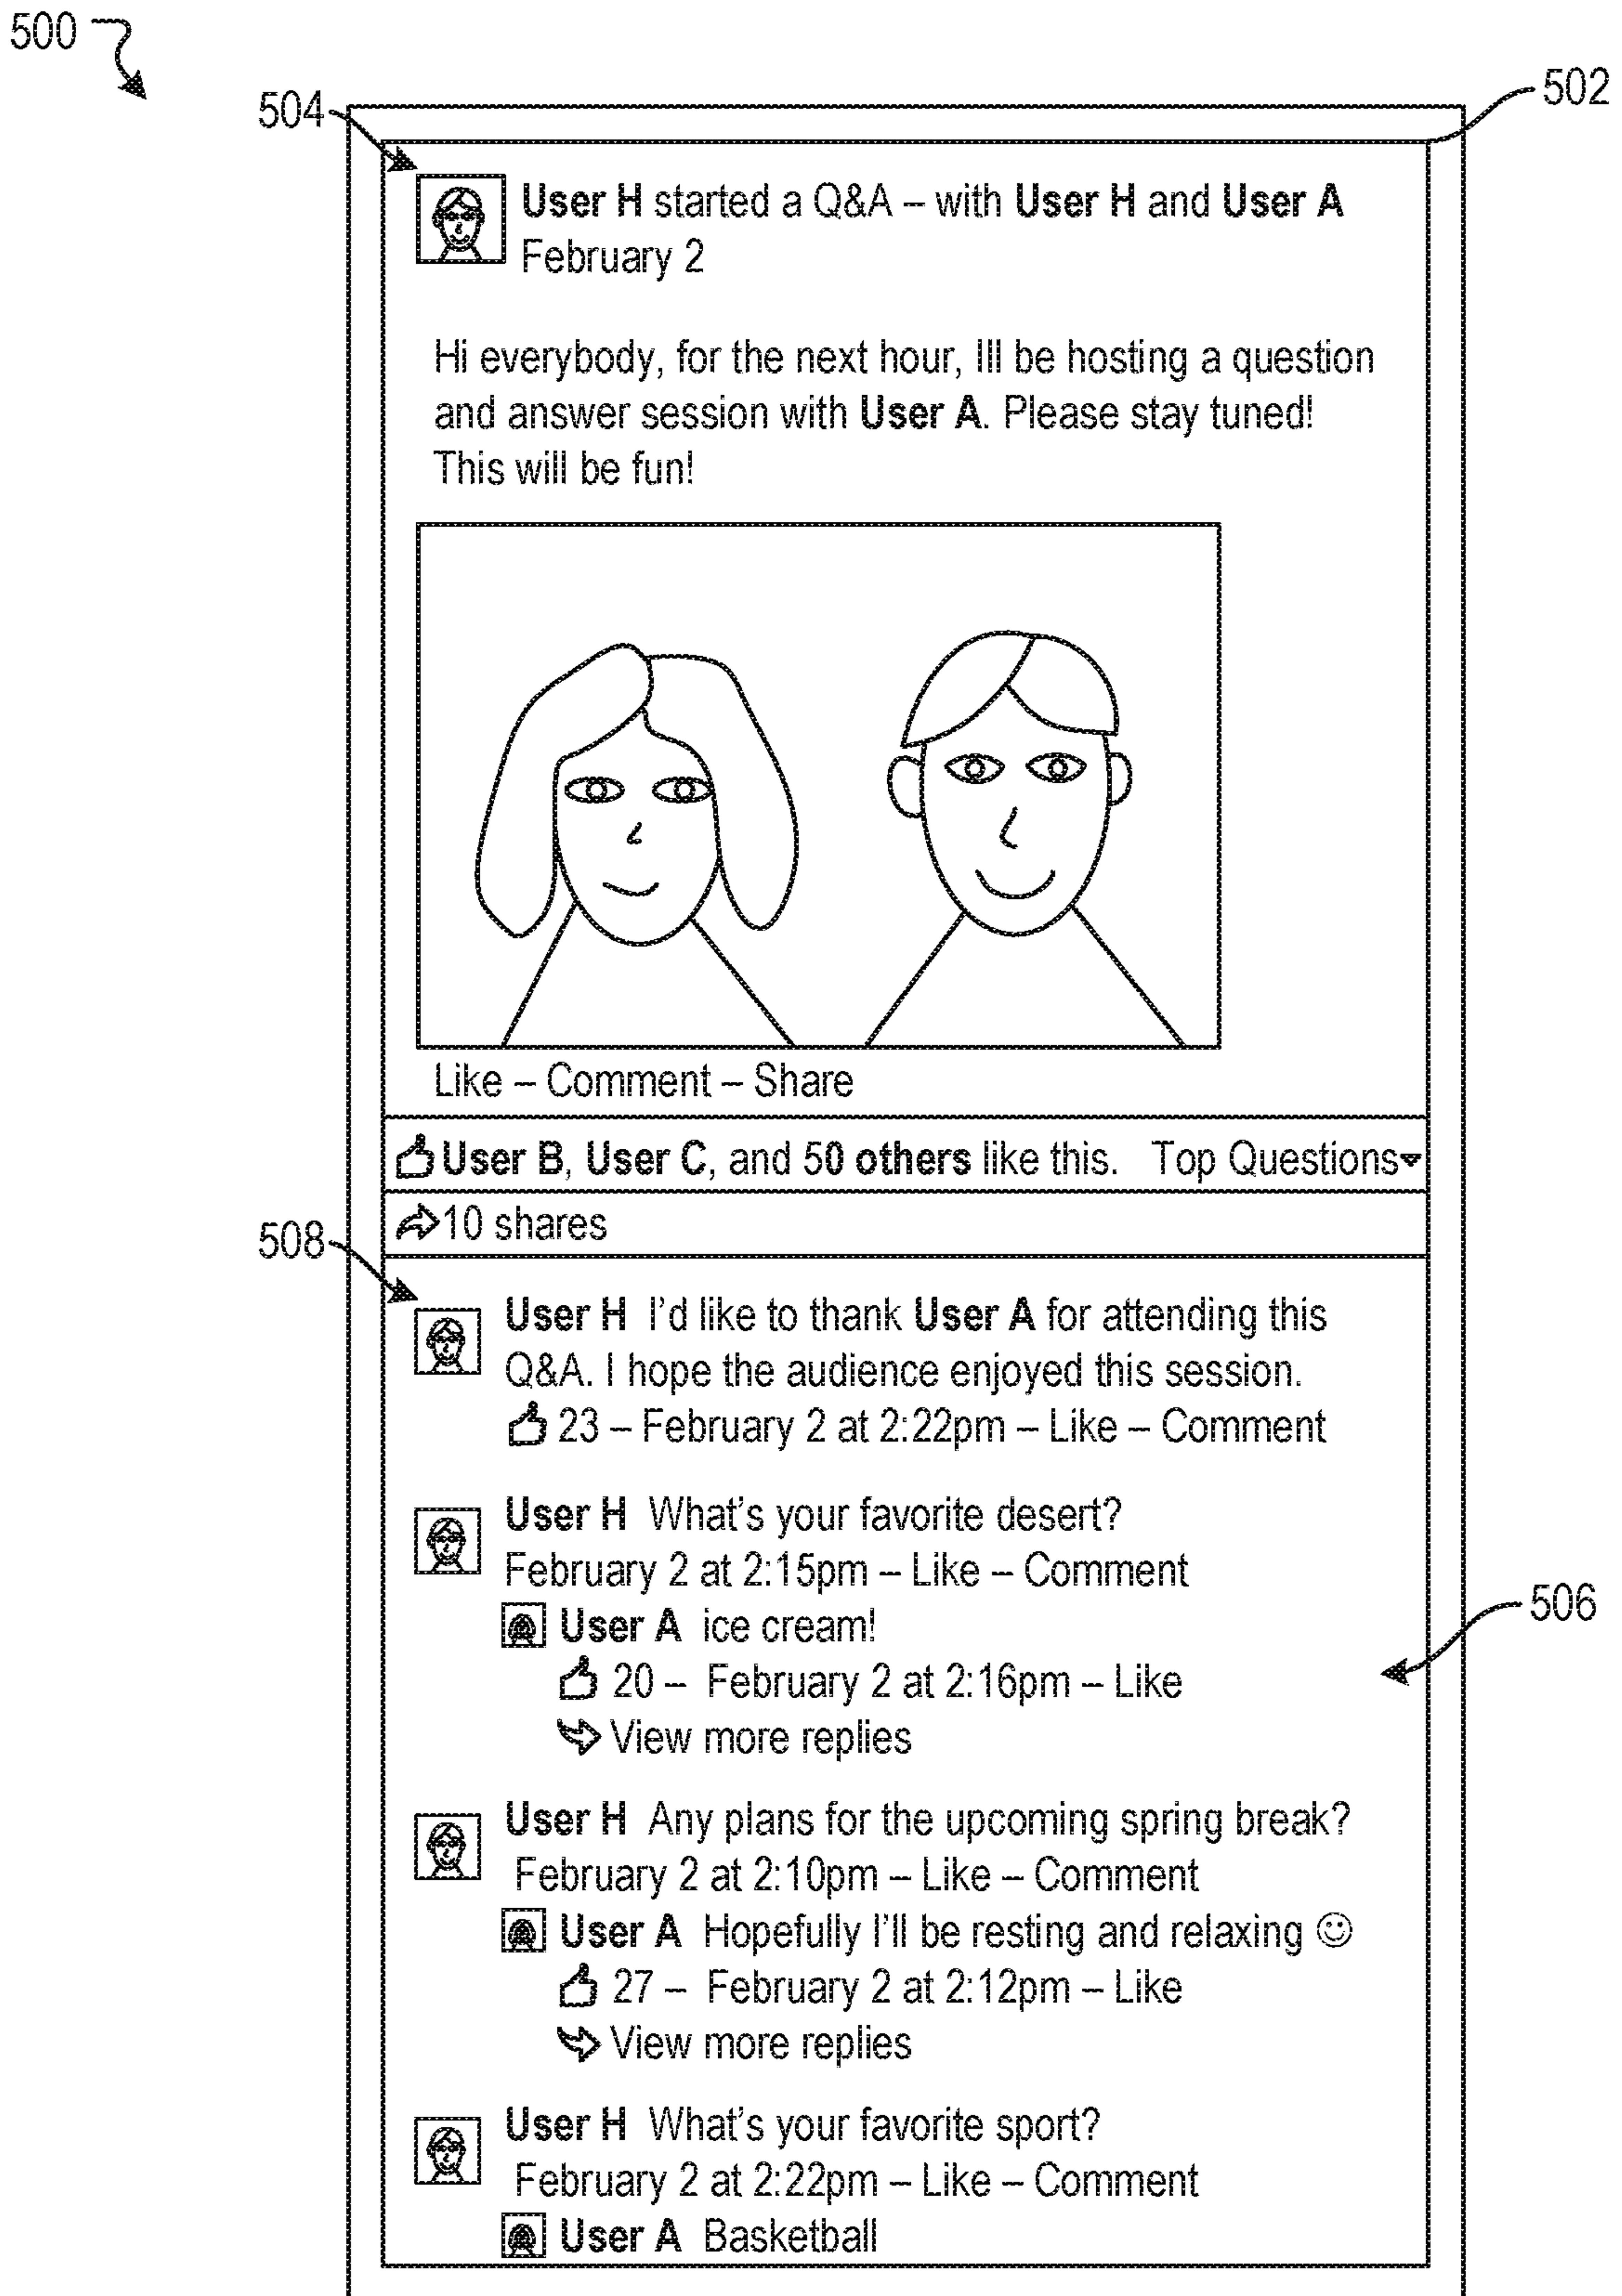 500
502
504
User H started a Q&A – with User H and User A
February 2
Hi everybody, for the next hour, Ill be hosting a question
and answer session with User A. Please stay tuned!
This will be fun!
Like – Comment – Share
User B, User C, and 50 others like this. Top Questions
10 shares
508
User H I'd like to thank User A for attending this
Q&A. I hope the audience enjoyed this session.
23 – February 2 at 2:22pm – Like – Comment
User H What's your favorite desert?
February 2 at 2:15pm – Like – Comment
506
User A ice cream!
20 – February 2 at 2:16pm – Like
View more replies
User H Any plans for the upcoming spring break?
February 2 at 2:10pm – Like – Comment
User A Hopefully I'll be resting and relaxing ☺
27 – February 2 at 2:12pm – Like
View more replies
User H What's your favorite sport?
February 2 at 2:22pm – Like – Comment
User A Basketball